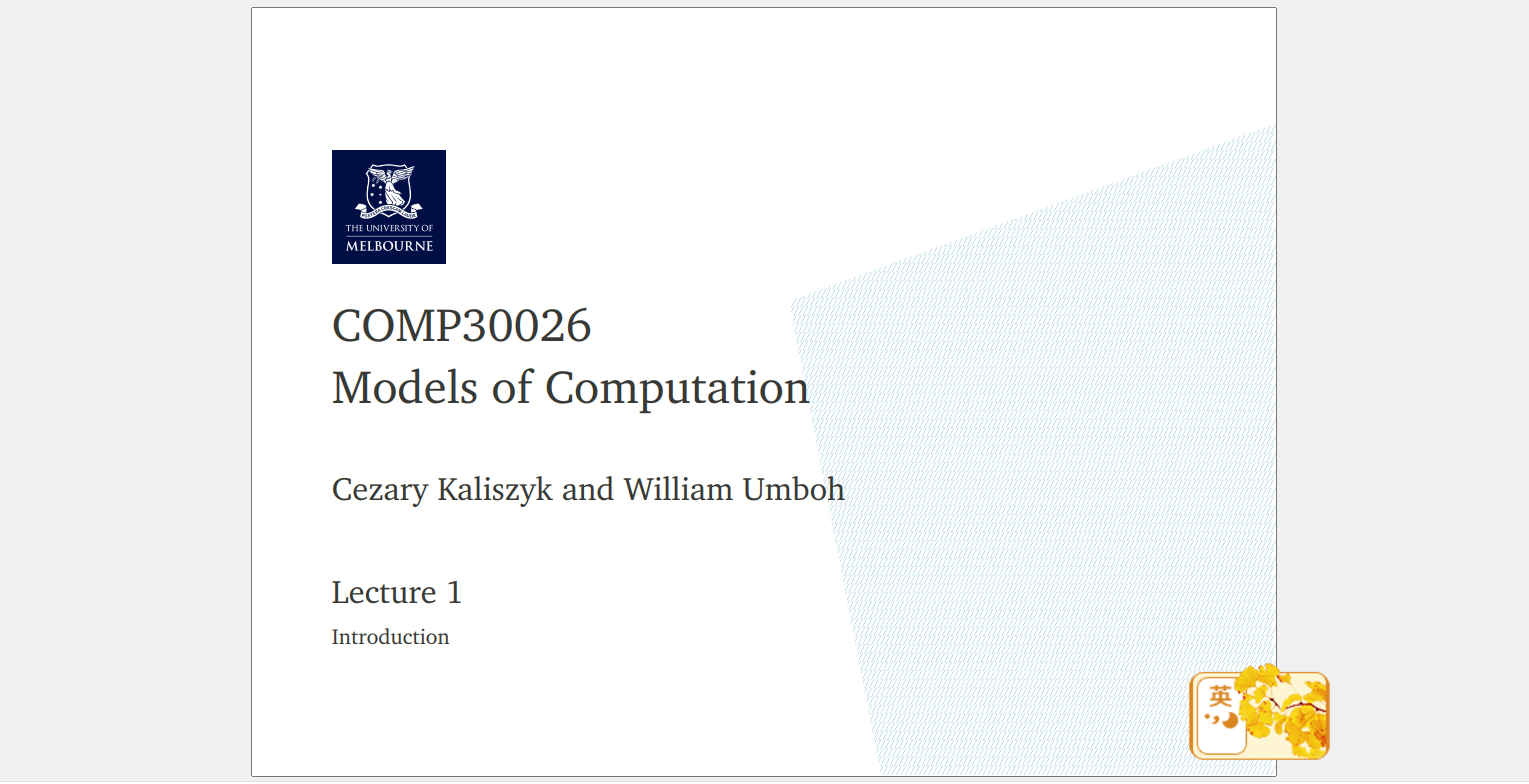 THE UNIVERSITY OF
MELBOURNE
COMP30026
Models of Computation
Cezary Kaliszyk and William Umboh
Lecture 1
Introduction
英